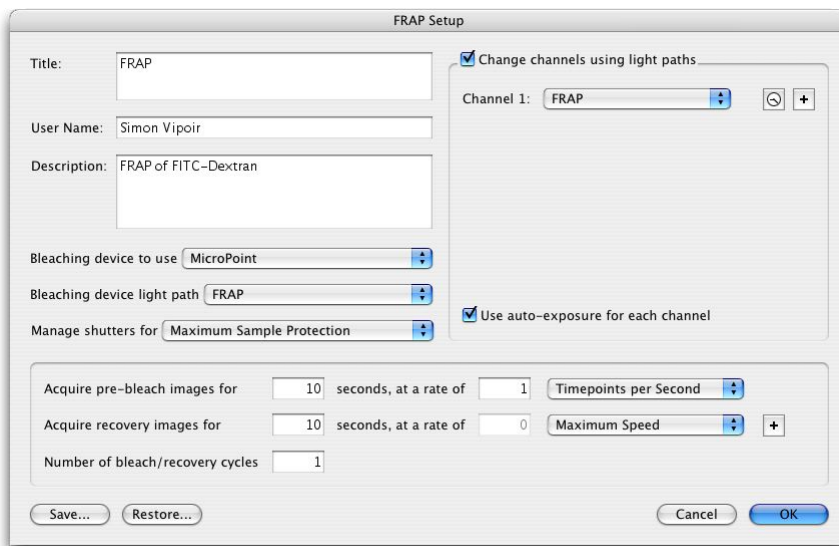 FRAP Setup
Title: FRAP
User Name: Simon Vipoir
Description: FRAP of FITC-Dextran
Bleaching device to use MicroPoint
Bleaching device light path FRAP
Manage shutters for Maximum Sample Protection
Change channels using light paths
Channel 1: FRAP +
Use auto-exposure for each channel
Acquire pre-bleach images for 10 seconds, at a rate of 1 Timepoints per Second
Acquire recovery images for 10 seconds, at a rate of 0 Maximum Speed +
Number of bleach/recovery cycles 1
Save... Restore... Cancel OK